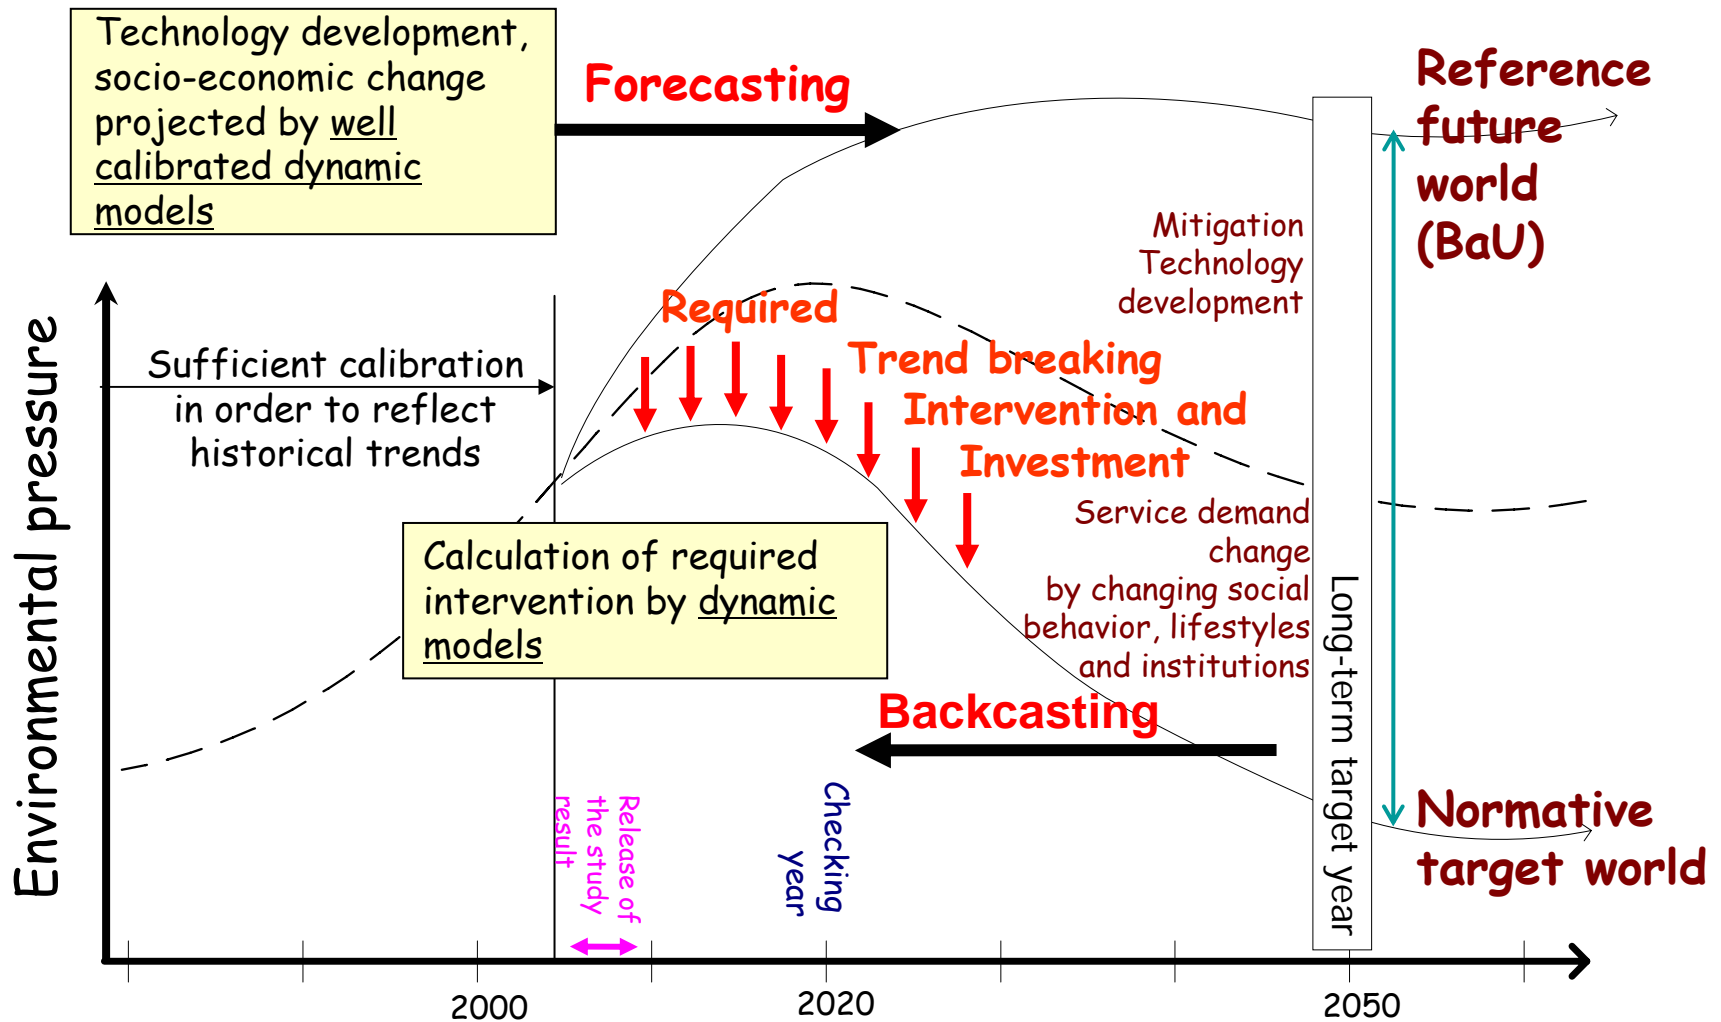 Technology development,
socio-economic change
projected by well
calibrated dynamic
models
Forecasting
Reference
future
world
(BaU)
Mitigation
Technology
development
Environmental pressure
Sufficient calibration
in order to reflect
historical trends
Required
Trend breaking
Intervention and
Investment
Service demand
change
by changing social
behavior, lifestyles
and institutions
Calculation of required
intervention by dynamic
models
Long-term target year
Backcasting
Release of
the study
result
Checking
year
Normative
target world
2000
2020
2050